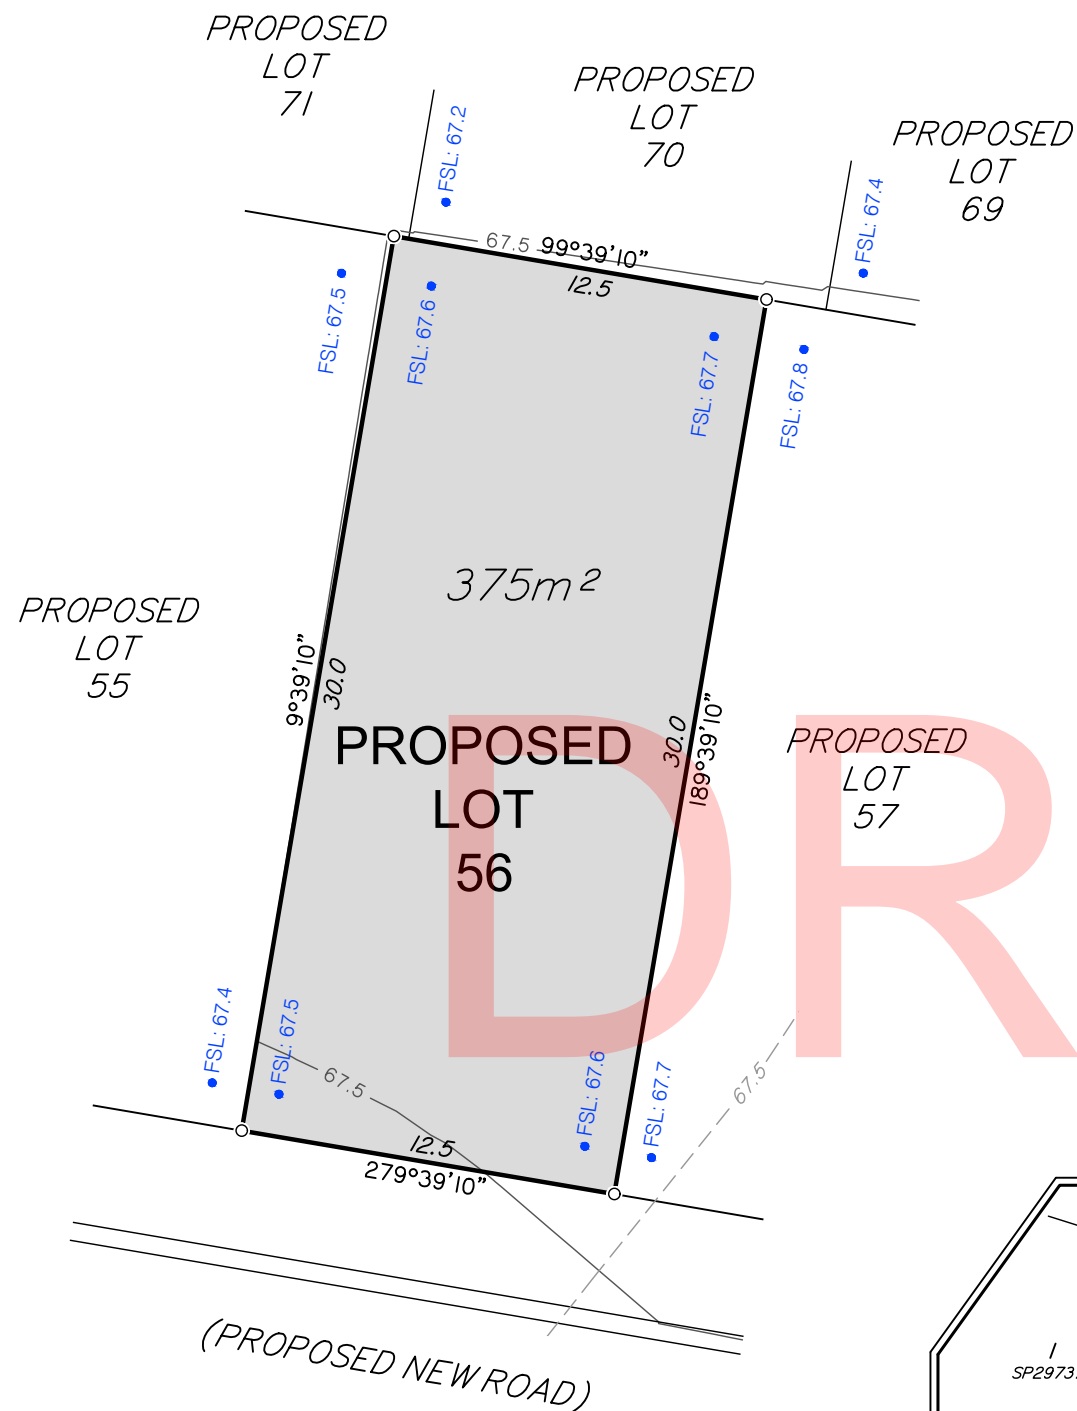 PROPOSED
LOT
71
PROPOSED
LOT
70
PROPOSED
LOT
69
FSL: 67.2
FSL: 67.4
67.5
99°39'10"
12.5
FSL: 67.5
FSL: 67.6
FSL: 67.7
FSL: 67.8
375m²
PROPOSED
LOT
55
9°39'10"
30.0
30.0
189°39'10"
PROPOSED
LOT
56
PROPOSED
LOT
57
DR
FSL: 67.4
FSL: 67.5
67.5
FSL: 67.6
FSL: 67.7
67.5
12.5
279°39'10"
(PROPOSED NEW ROAD)
1